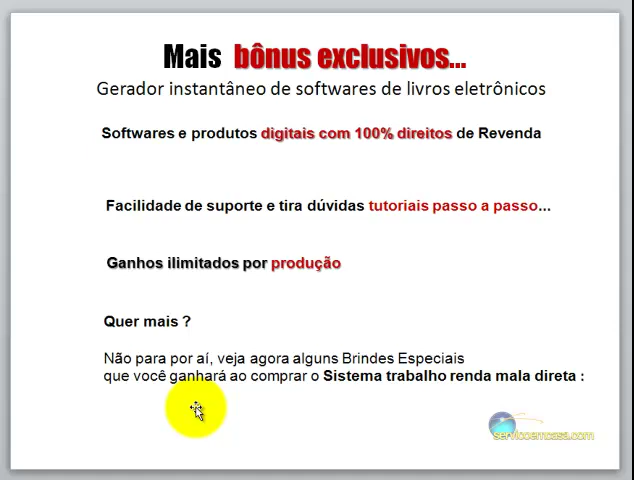 Mais bônus exclusivos...
Gerador instantâneo de softwares de livros eletrônicos
Softwares e produtos digitais com 100% direitos de Revenda
Facilidade de suporte e tira dúvidas tutoriais passo a passo...
Ganhos ilimitados por produção
Quer mais ?
Não para por aí, veja agora alguns Brindes Especiais
que você ganhará ao comprar o Sistema trabalho renda mala direta :
servicoemcasa.com